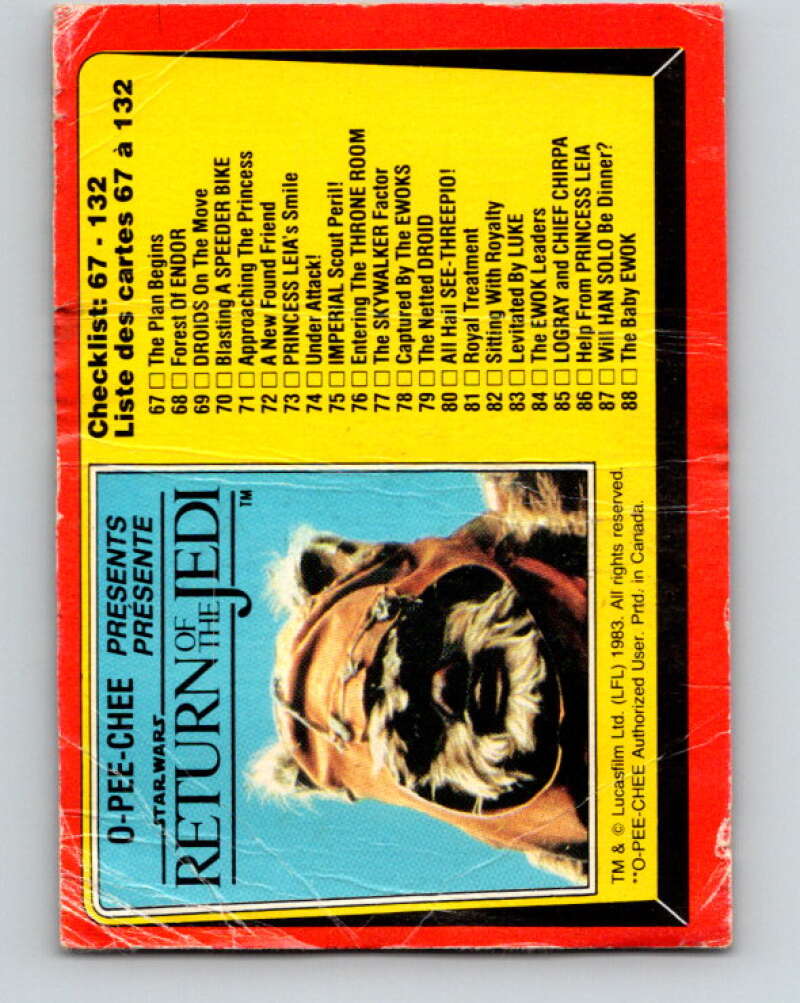 O-PEE-CHEE PRESENTS
PRÉSENTE
STAR WARS
RETURN OF THE JEDI™
Checklist: 67 - 132
Liste des cartes 67 à 132
67 □ The Plan Begins
68 □ Forest Of ENDOR
69 □ DROIDS On The Move
70 □ Blasting A SPEEDER BIKE
71 □ Approaching The Princess
72 □ A New Found Friend
73 □ PRINCESS LEIA's Smile
74 □ Under Attack!
75 □ IMPERIAL Scout Peril!
76 □ Entering The THRONE ROOM
77 □ The SKYWALKER Factor
78 □ Captured By The EWOKS
79 □ The Netted DROID
80 □ All Hail SEE-THREEPIO!
81 □ Royal Treatment
82 □ Sitting With Royalty
83 □ Levitated By LUKE
84 □ The EWOK Leaders
85 □ LOGRAY and CHIEF CHIRPA
86 □ Help From PRINCESS LEIA
87 □ Will HAN SOLO Be Dinner?
88 □ The Baby EWOK
TM & © Lucasfilm Ltd. (LFL) 1983. All rights reserved.
**O-PEE-CHEE Authorized User. Prtd. in Canada.